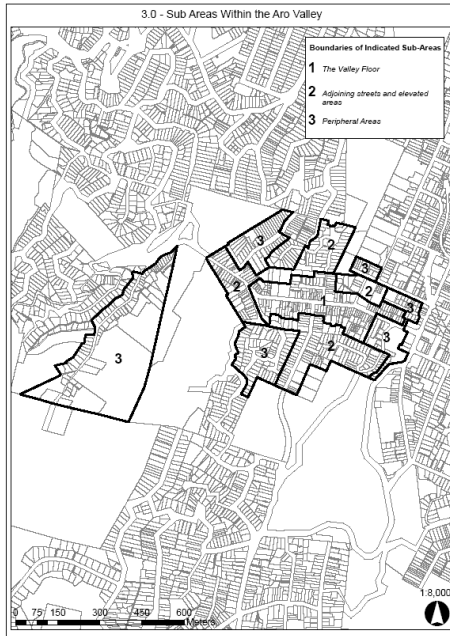 3.0 - Sub Areas Within the Aro Valley
Boundaries of Indicated Sub-Areas
1 The Valley Floor
2 Adjoining streets and elevated
areas
3 Peripheral Areas
3
2
3
2
2
3
1
3
3
3
2
1:8,000
0 75 150 300 450 600
Meters